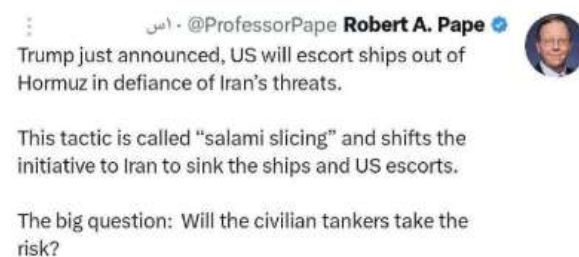 Robert A. Pape @ProfessorPape · ١٠س
Trump just announced, US will escort ships out of
Hormuz in defiance of Iran's threats.
This tactic is called “salami slicing” and shifts the
initiative to Iran to sink the ships and US escorts.
The big question: Will the civilian tankers take the
risk?